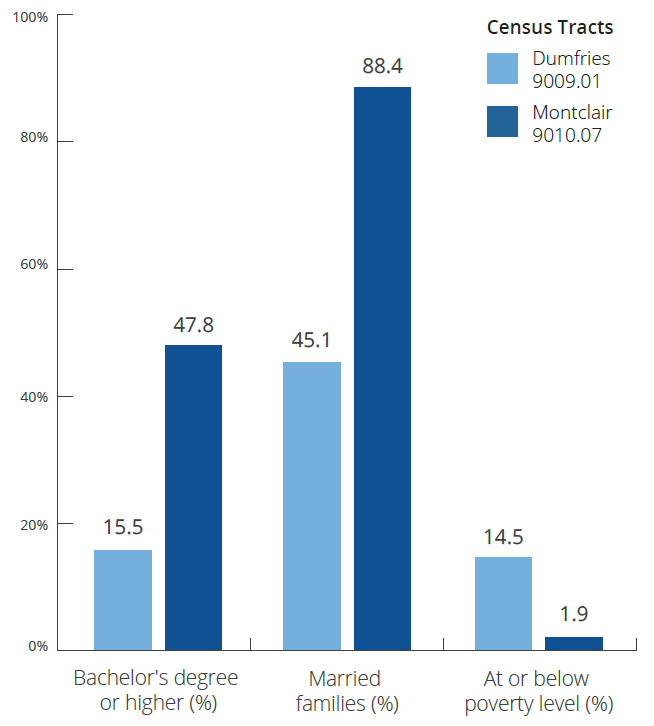 100%
80%
60%
40%
20%
0%
Census Tracts
Dumfries
9009.01
Montclair
9010.07
15.5
47.8
45.1
88.4
14.5
1.9
Bachelor's degree
or higher (%)
Married
families (%)
At or below
poverty level (%)